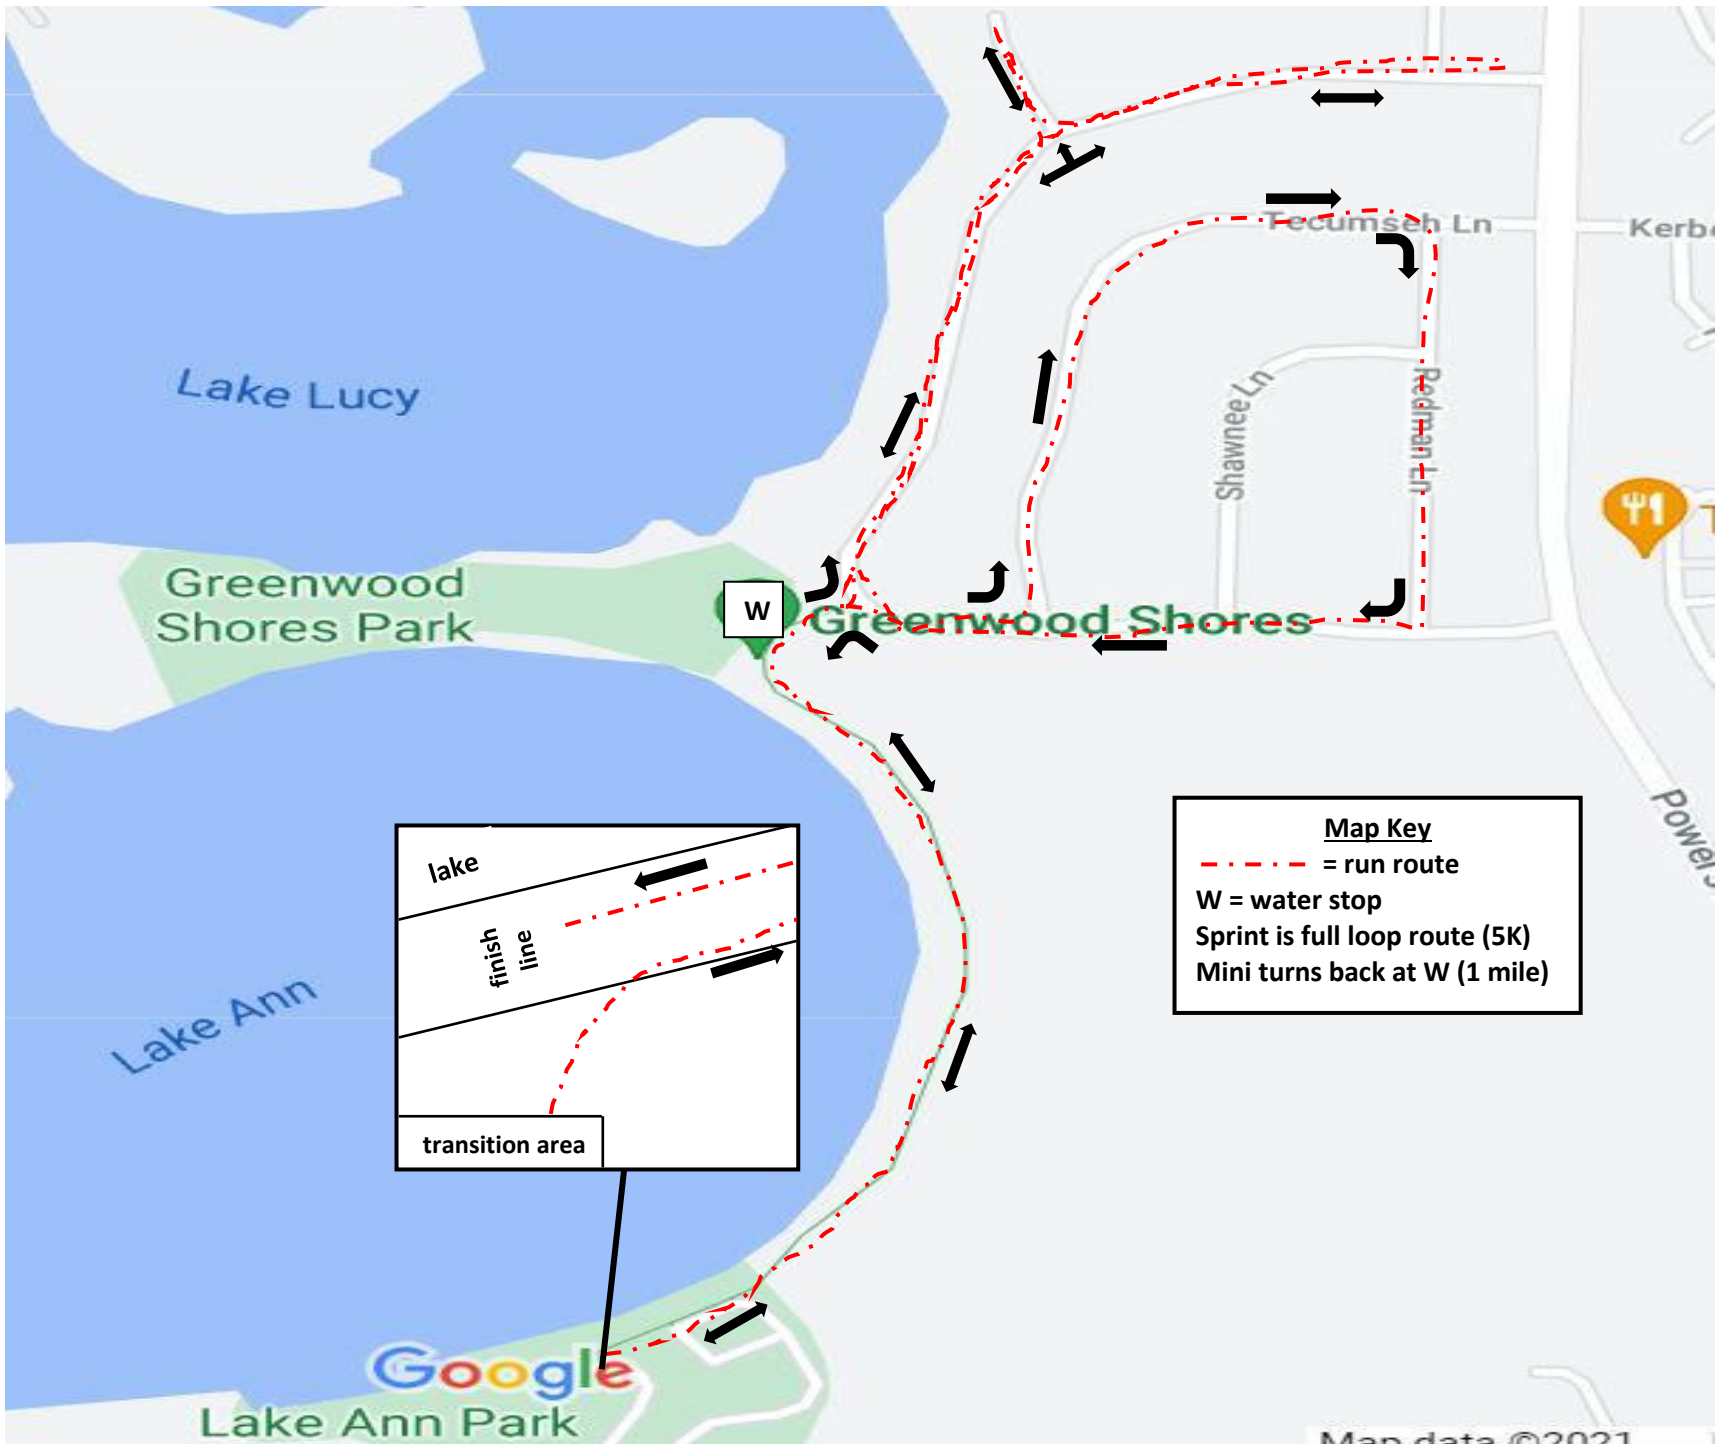 Tecumseh Ln
Kerbe
Lake Lucy
Shawnee Ln
Redman Ln
Greenwood
Shores Park
W
Greenwood Shores
Powers
Map Key
= run route
W = water stop
Sprint is full loop route (5K)
Mini turns back at W (1 mile)
lake
finish
line
transition area
Lake Ann
Google
Lake Ann Park
Map data ©2021